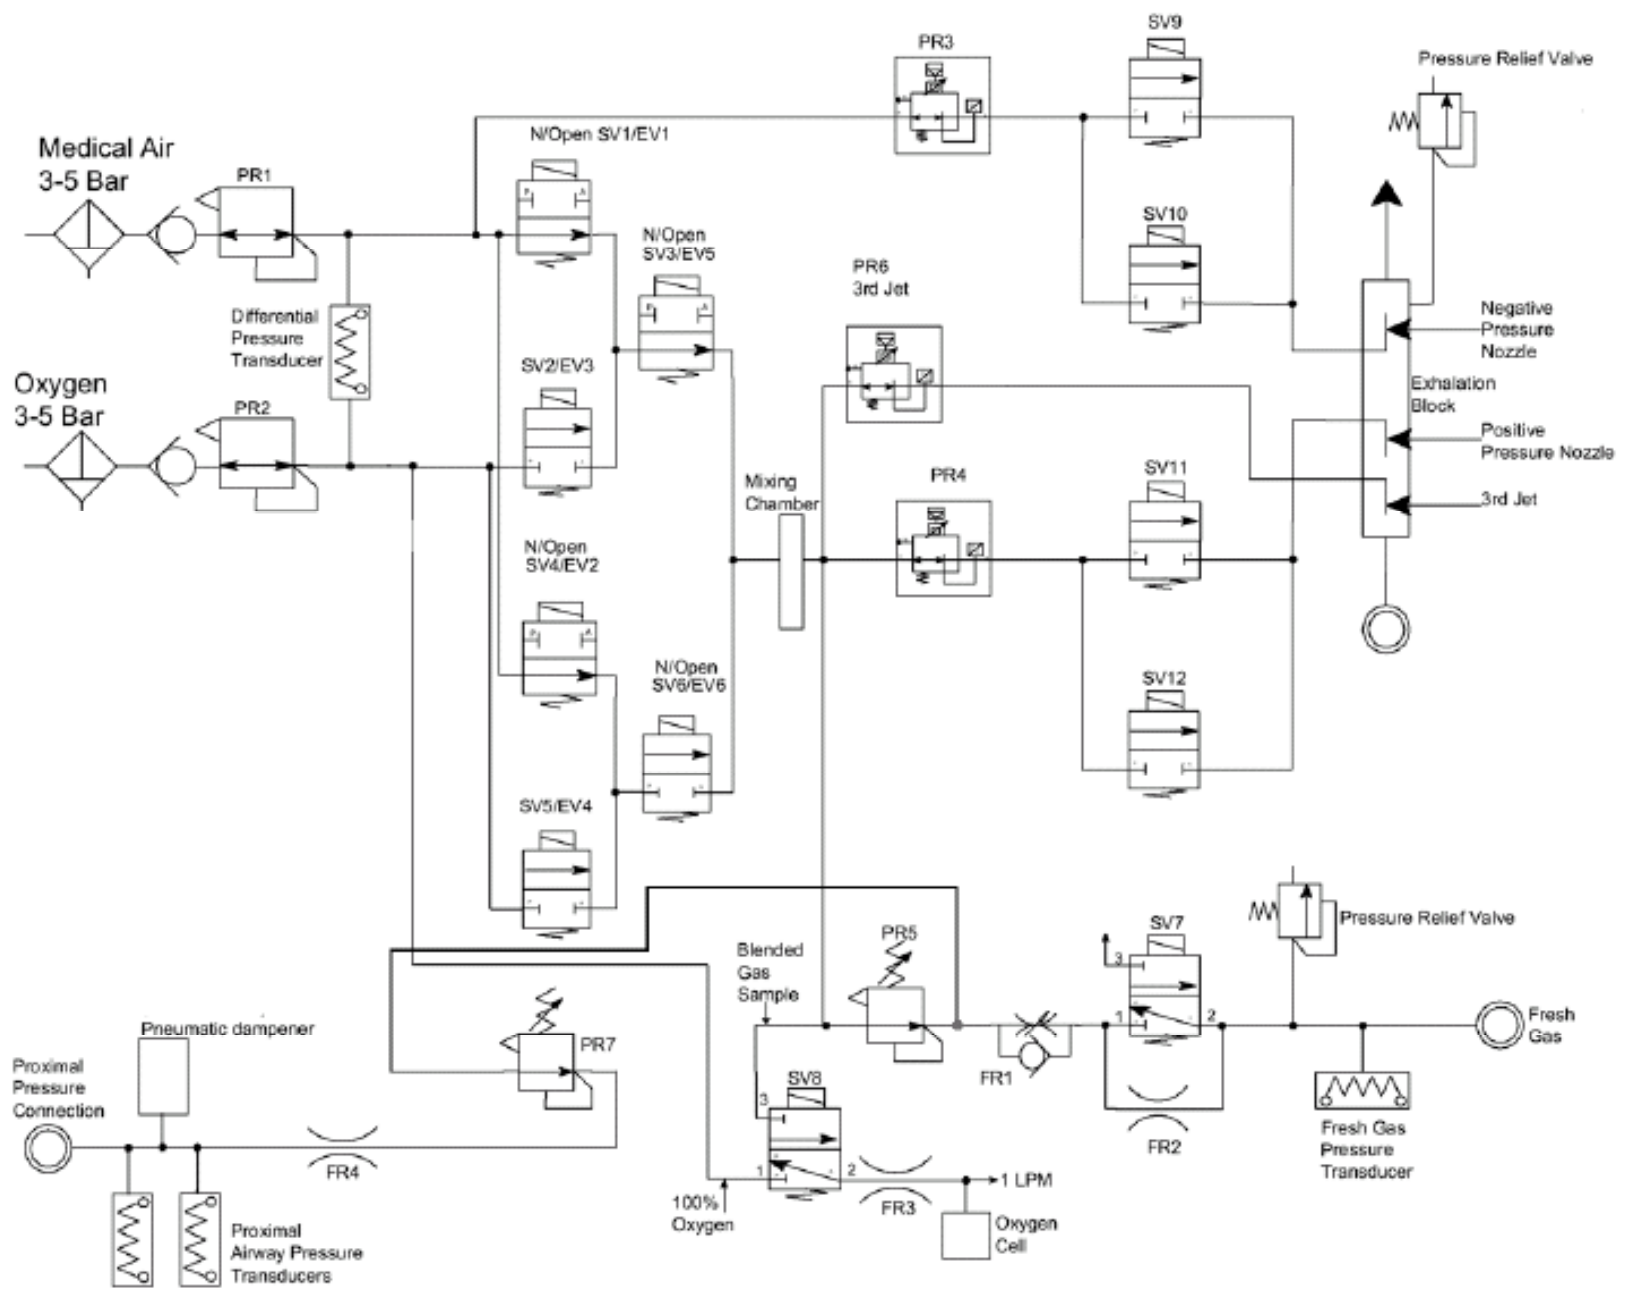 SV9
PR3
Pressure Relief Valve
N/Open SV1/EV1
Medical Air
3-5 Bar
PR1
SV10
N/Open
SV3/EV5
PR6
3rd Jet
Negative
Pressure
Nozzle
Differential
Pressure
Transducer
SV2/EV3
Oxygen
3-5 Bar
PR2
Exhalation
Block
Positive
Pressure Nozzle
SV11
PR4
Mixing
Chamber
3rd Jet
N/Open
SV4/EV2
N/Open
SV6/EV6
SV12
SV5/EV4
Pressure Relief Valve
SV7
PR5
Blended
Gas
Sample
3
1
2
Fresh
Gas
Pneumatic dampener
PR7
Proximal
Pressure
Connection
FR1
SV8
3
FR2
Fresh Gas
Pressure
Transducer
FR4
1
2
1 LPM
100%
Oxygen
FR3
Oxygen
Cell
Proximal
Airway Pressure
Transducers